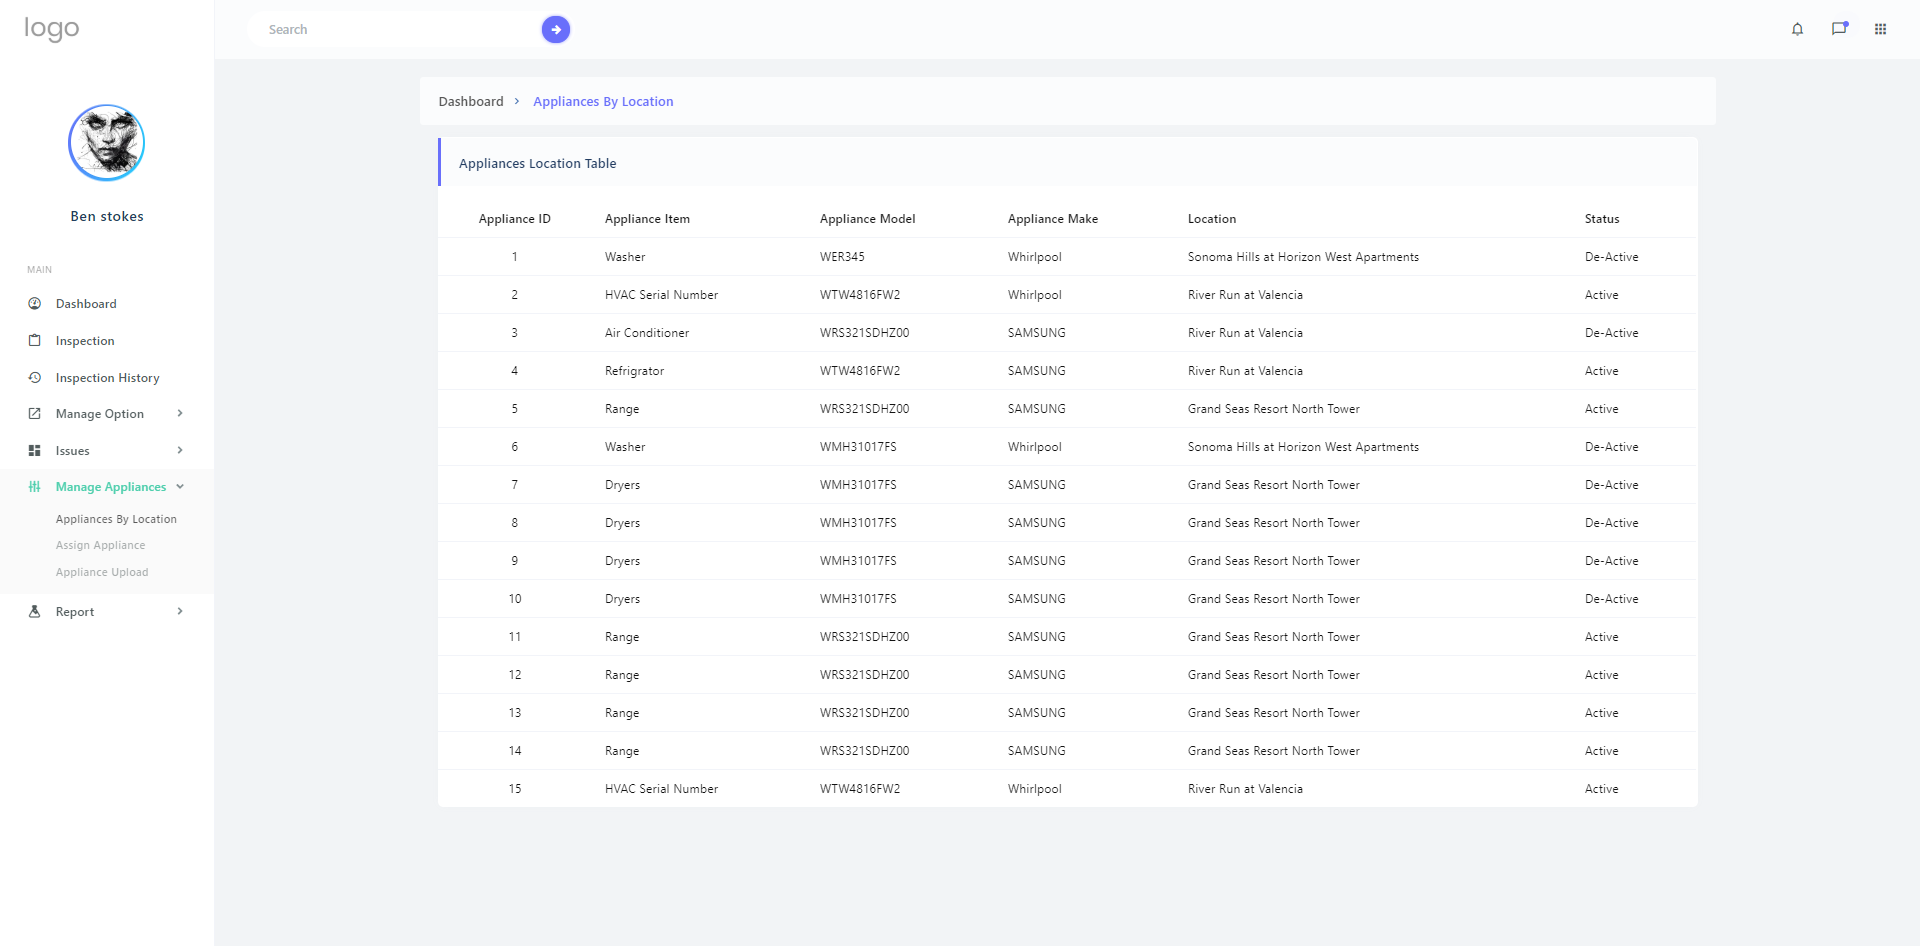 logo
Search
Ben stokes
MAIN
Dashboard
Inspection
Inspection History
Manage Option
Issues
Manage Appliances
Appliances By Location
Assign Appliance
Appliance Upload
Report
Dashboard > Appliances By Location
Appliances Location Table
Appliance ID Appliance Item Appliance Model Appliance Make Location Status
1 Washer WER345 Whirlpool Sonoma Hills at Horizon West Apartments De-Active
2 HVAC Serial Number WTW4816FW2 Whirlpool River Run at Valencia Active
3 Air Conditioner WRS321SDHZ00 SAMSUNG River Run at Valencia De-Active
4 Refrigrator WTW4816FW2 SAMSUNG River Run at Valencia Active
5 Range WRS321SDHZ00 SAMSUNG Grand Seas Resort North Tower Active
6 Washer WMH31017FS Whirlpool Sonoma Hills at Horizon West Apartments De-Active
7 Dryers WMH31017FS SAMSUNG Grand Seas Resort North Tower De-Active
8 Dryers WMH31017FS SAMSUNG Grand Seas Resort North Tower De-Active
9 Dryers WMH31017FS SAMSUNG Grand Seas Resort North Tower De-Active
10 Dryers WMH31017FS SAMSUNG Grand Seas Resort North Tower De-Active
11 Range WRS321SDHZ00 SAMSUNG Grand Seas Resort North Tower Active
12 Range WRS321SDHZ00 SAMSUNG Grand Seas Resort North Tower Active
13 Range WRS321SDHZ00 SAMSUNG Grand Seas Resort North Tower Active
14 Range WRS321SDHZ00 SAMSUNG Grand Seas Resort North Tower Active
15 HVAC Serial Number WTW4816FW2 Whirlpool River Run at Valencia Active